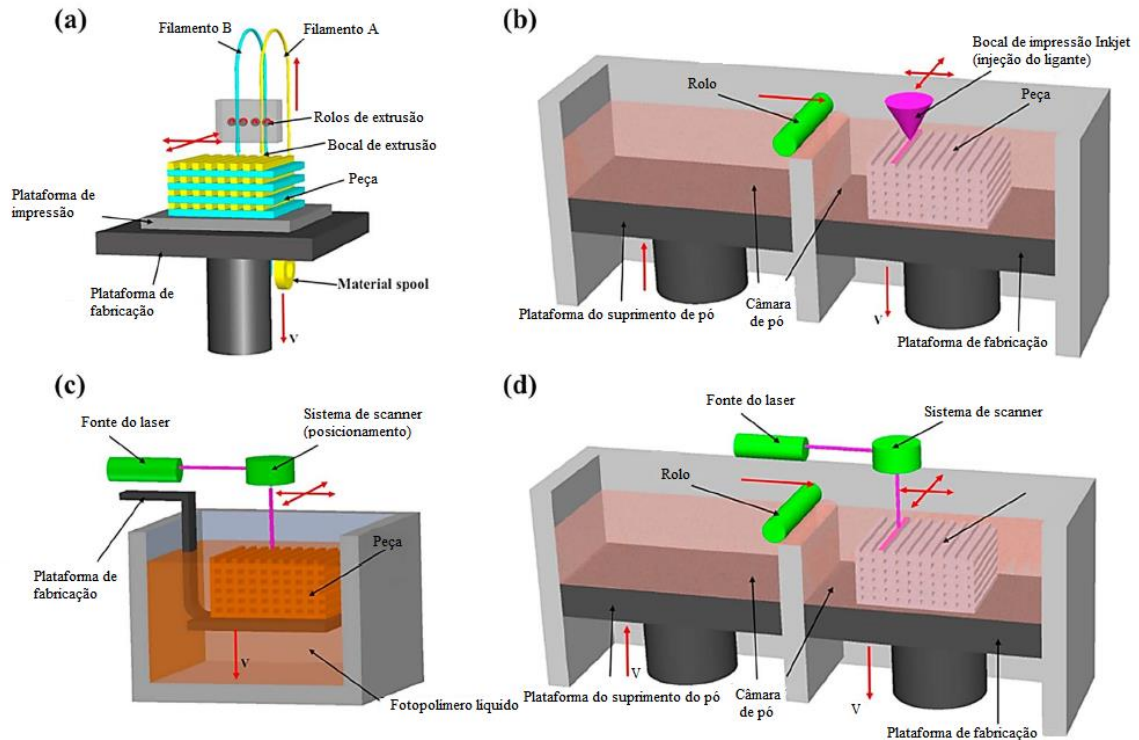 (a)
Filamento B
Filamento A
Rolos de extrusão
Bocal de extrusão
Peça
Plataforma de
impressão
Plataforma de
fabricação
Material spool
V
(b)
Bocal de impressão Inkjet
(injeção do ligante)
Rolo
Peça
Plataforma do suprimento de pó
Câmara
de pó
V
Plataforma de fabricação
(c)
Fonte do laser
Sistema de scanner
(posicionamento)
Peça
Plataforma de
fabricação
V
Fotopolímero líquido
(d)
Fonte do laser
Sistema de scanner
Rolo
V
Plataforma do suprimento do pó
Câmara
de pó
V
Plataforma de fabricação